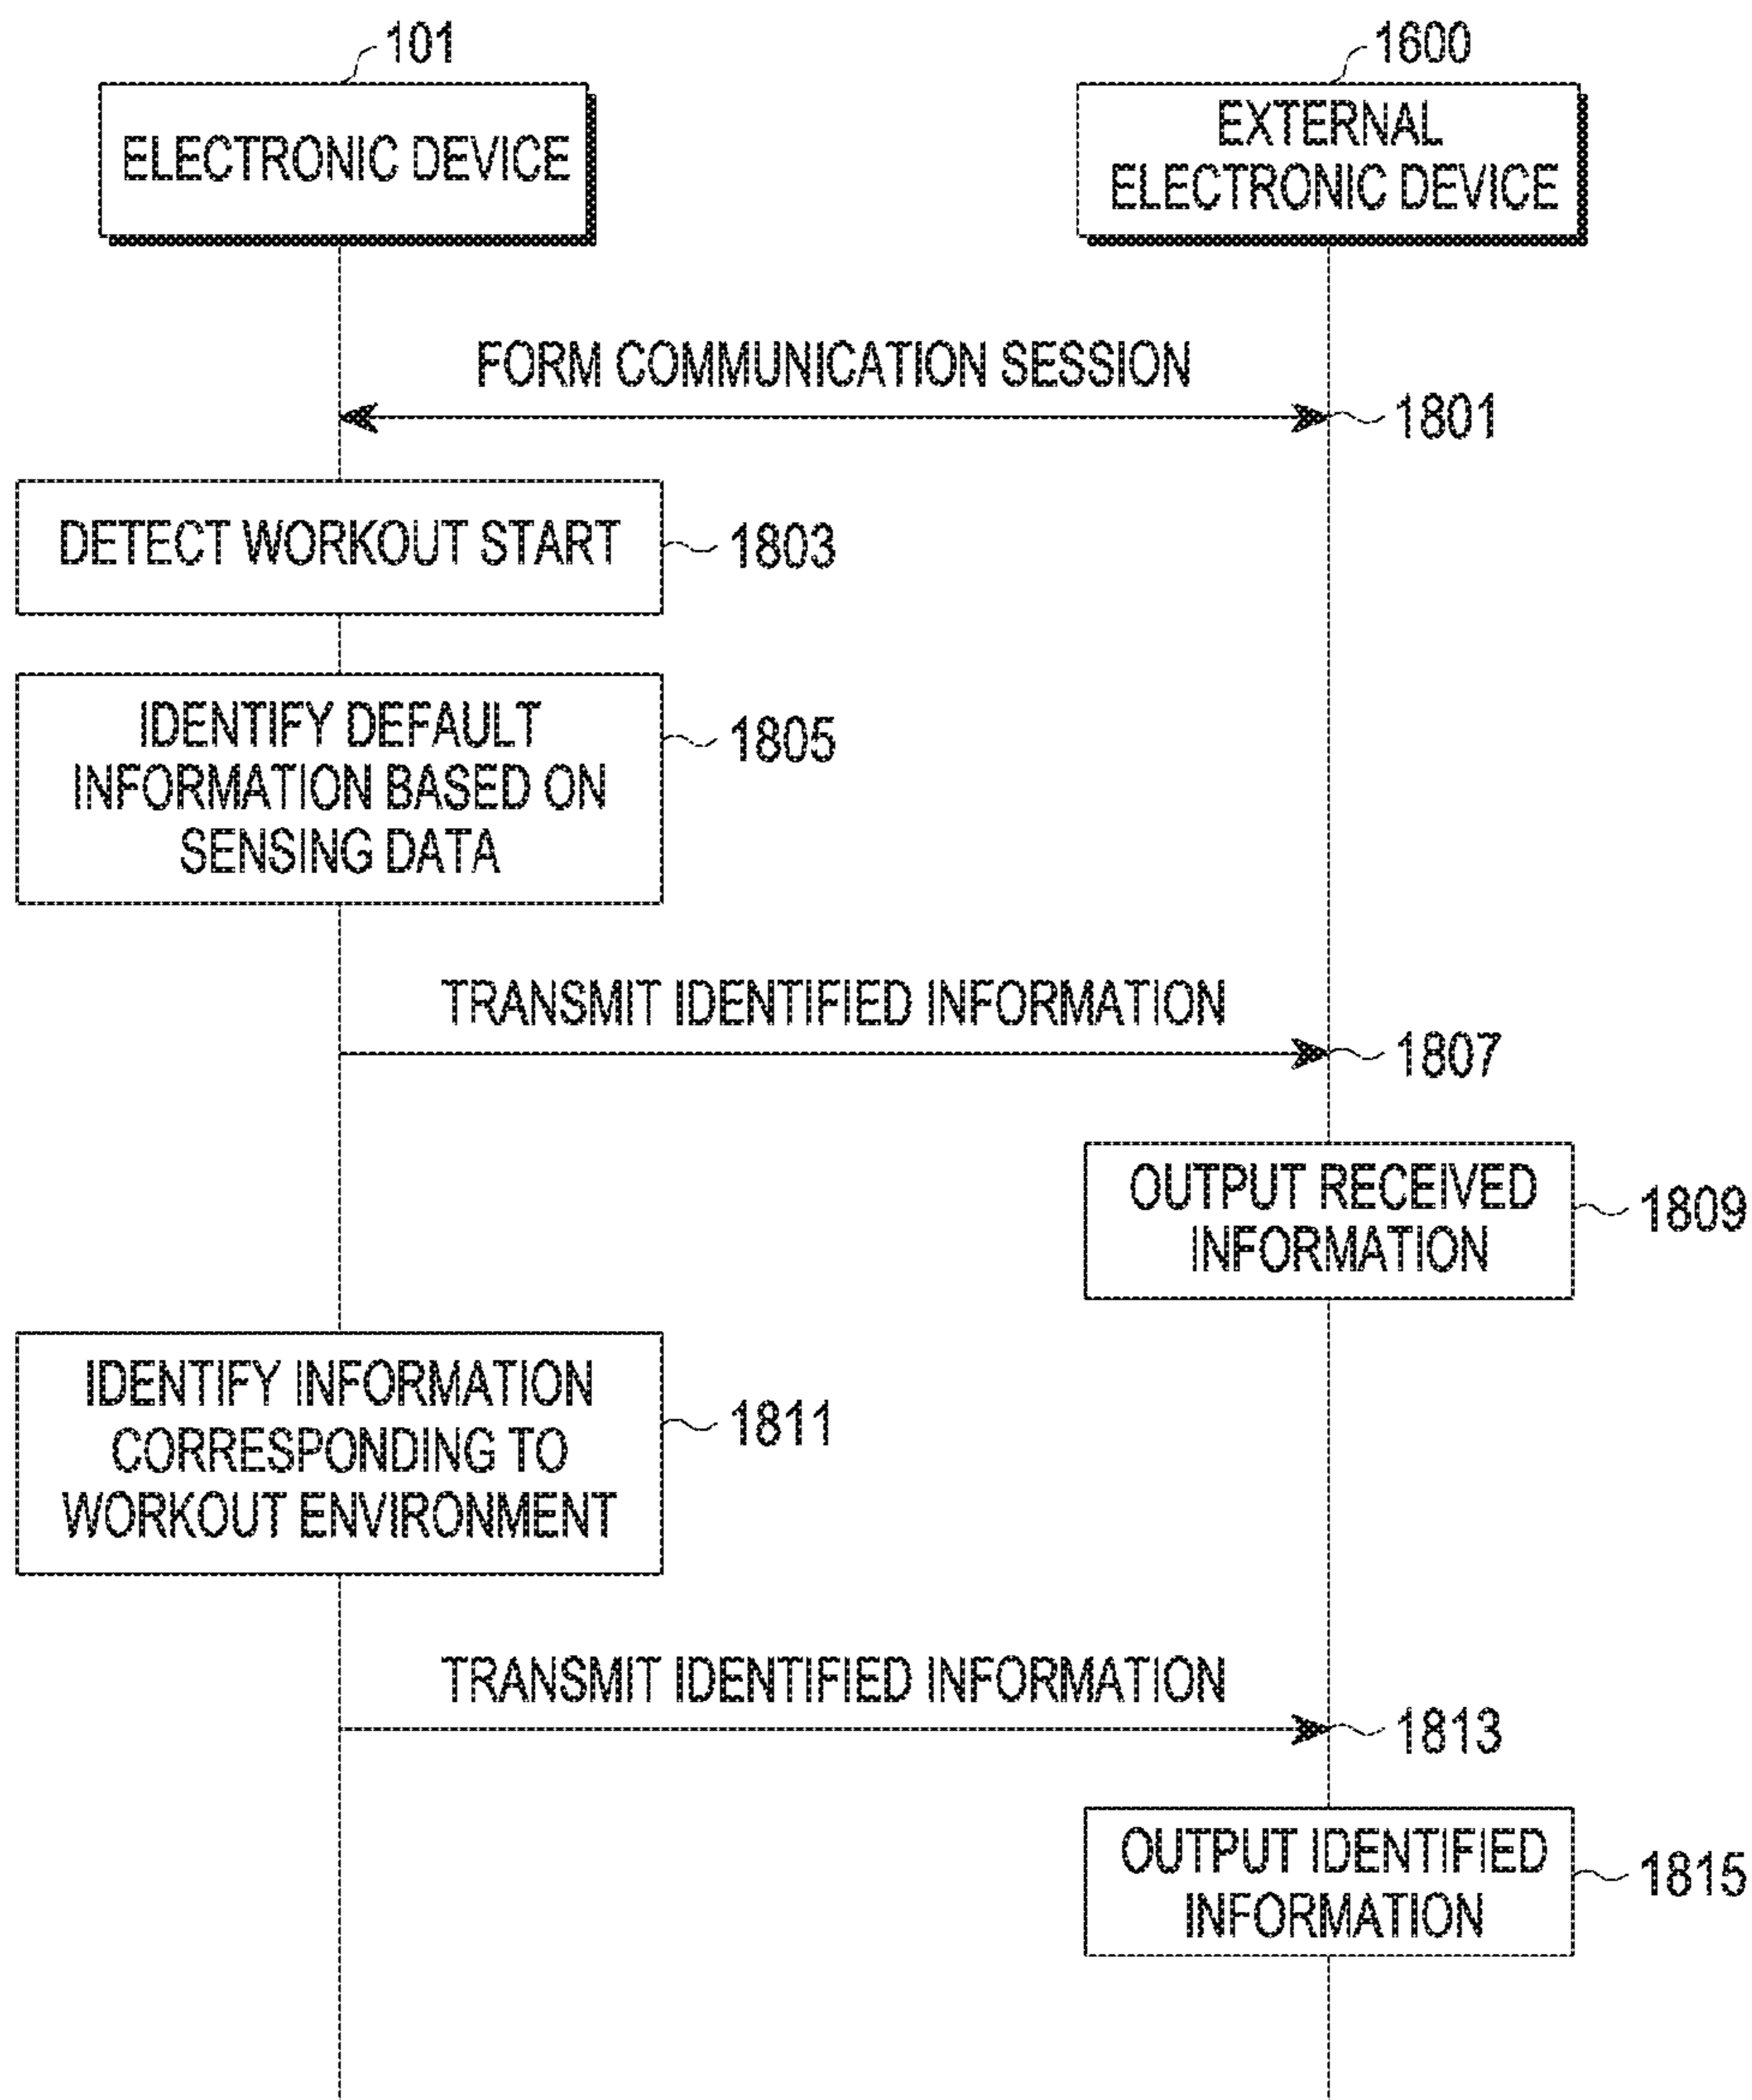 101
1600
ELECTRONIC DEVICE
EXTERNAL
ELECTRONIC DEVICE
FORM COMMUNICATION SESSION
1801
DETECT WORKOUT START
1803
IDENTIFY DEFAULT
INFORMATION BASED ON
SENSING DATA
1805
TRANSMIT IDENTIFIED INFORMATION
1807
OUTPUT RECEIVED
INFORMATION
1809
IDENTIFY INFORMATION
CORRESPONDING TO
WORKOUT ENVIRONMENT
1811
TRANSMIT IDENTIFIED INFORMATION
1813
OUTPUT IDENTIFIED
INFORMATION
1815